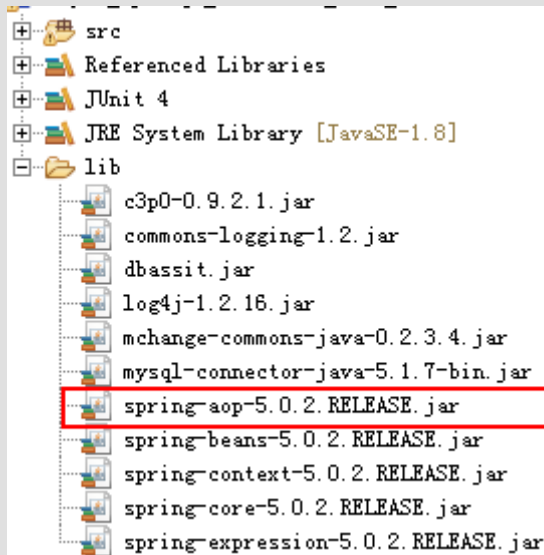 src
Referenced Libraries
JUnit 4
JRE System Library [JavaSE-1.8]
lib
c3p0-0.9.2.1.jar
commons-logging-1.2.jar
dbassit.jar
log4j-1.2.16.jar
mchange-commons-java-0.2.3.4.jar
mysql-connector-java-5.1.7-bin.jar
spring-aop-5.0.2.RELEASE.jar
spring-beans-5.0.2.RELEASE.jar
spring-context-5.0.2.RELEASE.jar
spring-core-5.0.2.RELEASE.jar
spring-expression-5.0.2.RELEASE.jar